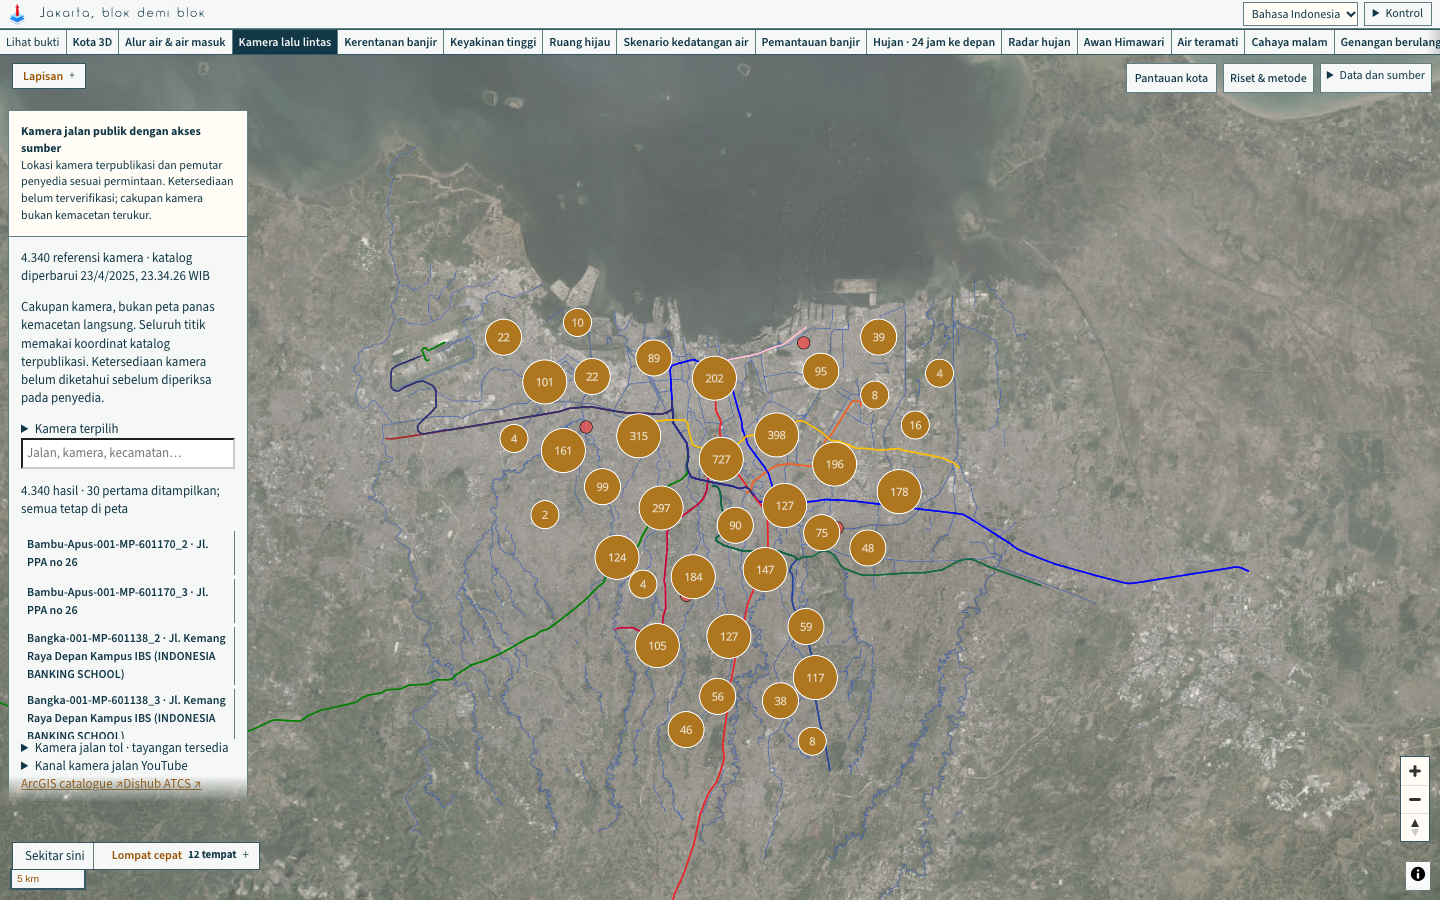 Jakarta, blok demi blok
Bahasa Indonesia
Kontrol
Lihat bukti
Kota 3D
Alur air & air masuk
Kamera lalu lintas
Kerentanan banjir
Keyakinan tinggi
Ruang hijau
Skenario kedatangan air
Pemantauan banjir
Hujan · 24 jam ke depan
Radar hujan
Awan Himawari
Air teramati
Cahaya malam
Genangan berulang
Lapisan +
Pantauan kota
Riset & metode
Data dan sumber
Kamera jalan publik dengan akses
sumber
Lokasi kamera terpublikasi dan pemutar
penyedia sesuai permintaan. Ketersediaan
belum terverifikasi; cakupan kamera
bukan kemacetan terukur.
4.340 referensi kamera · katalog
diperbarui 23/4/2025, 23.34.26 WIB
Cakupan kamera, bukan peta panas
kemacetan langsung. Seluruh titik
memakai koordinat katalog
terpublikasi. Ketersediaan kamera
belum diketahui sebelum diperiksa
pada penyedia.
Kamera terpilih
Jalan, kamera, kecamatan…
4.340 hasil · 30 pertama ditampilkan;
semua tetap di peta
Bambu-Apus-001-MP-601170_2 · Jl.
PPA no 26
Bambu-Apus-001-MP-601170_3 · Jl.
PPA no 26
Bangka-001-MP-601138_2 · Jl. Kemang
Raya Depan Kampus IBS (INDONESIA
BANKING SCHOOL)
Bangka-001-MP-601138_3 · Jl. Kemang
Raya Depan Kampus IBS (INDONESIA
BANKING SCHOOL)
Kamera jalan tol · tayangan tersedia
Kanal kamera jalan YouTube
ArcGIS catalogue ↗Dishub ATCS ↗
10
22
39
89
22
101
202
95
4
8
16
4
161
315
398
727
196
99
178
2
297
127
90
75
48
124
4
184
147
59
127
105
117
56
38
46
8
Sekitar sini
Lompat cepat 12 tempat +
5 km